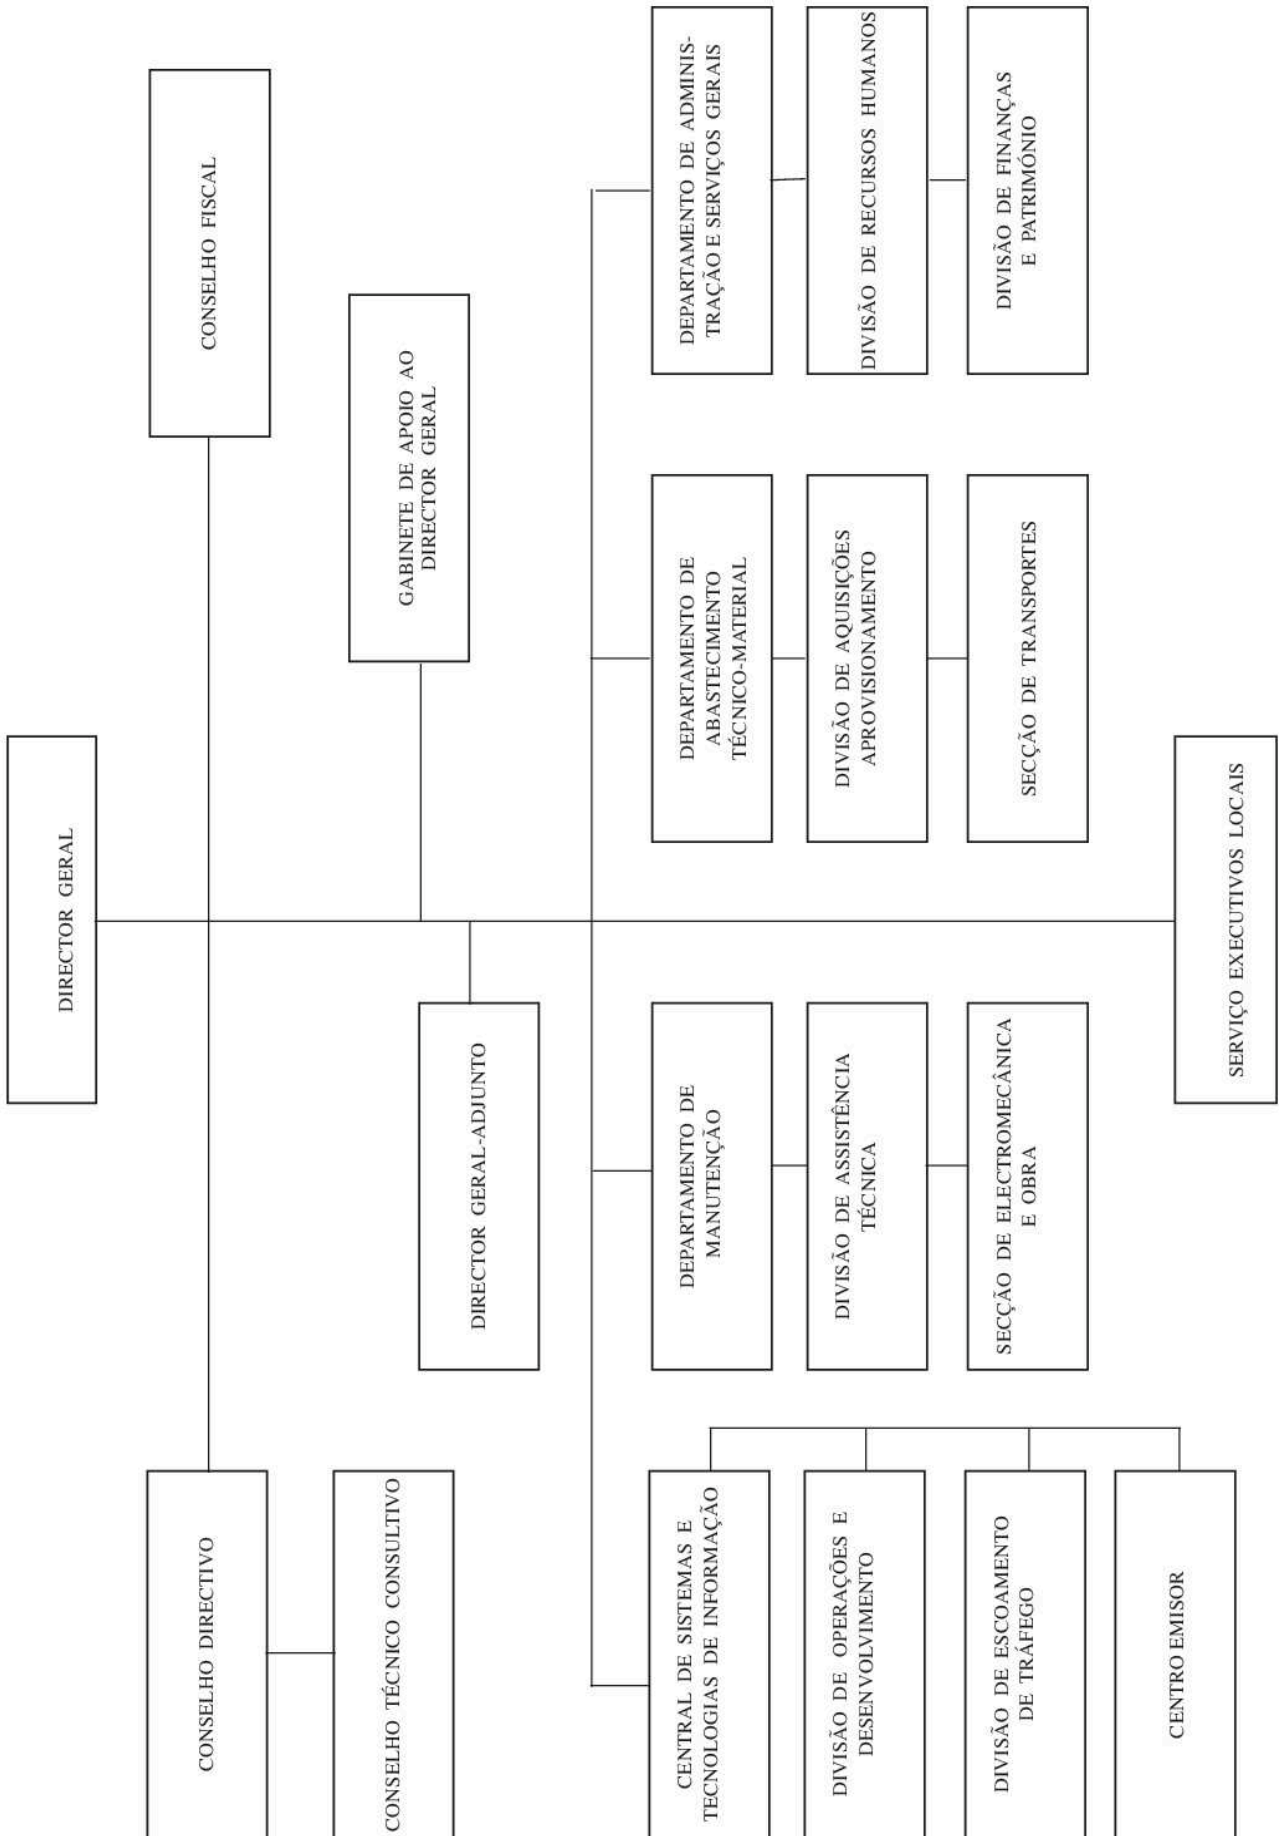 DIRECTOR GERAL
CONSELHO DIRECTIVO
CONSELHO FISCAL
CONSELHO TÉCNICO CONSULTIVO
GABINETE DE APOIO AO
DIRECTOR GERAL
DIRECTOR GERAL-ADJUNTO
CENTRAL DE SISTEMAS E
TECNOLOGIAS DE INFORMAÇÃO
DIVISÃO DE OPERAÇÕES E
DESENVOLVIMENTO
DIVISÃO DE ESCOAMENTO
DE TRÁFEGO
CENTRO EMISOR
DEPARTAMENTO DE
MANUTENÇÃO
DIVISÃO DE ASSISTÊNCIA
TÉCNICA
SECÇÃO DE ELECTROMECÂNICA
E OBRA
DEPARTAMENTO DE
ABASTECIMENTO
TÉCNICO-MATERIAL
DIVISÃO DE AQUISIÇÕES
APROVISIONAMENTO
SECÇÃO DE TRANSPORTES
DEPARTAMENTO DE ADMINIS-
TRAÇÃO E SERVIÇOS GERAIS
DIVISÃO DE RECURSOS HUMANOS
DIVISÃO DE FINANÇAS
E PATRIMÓNIO
SERVIÇO EXECUTIVOS LOCAIS